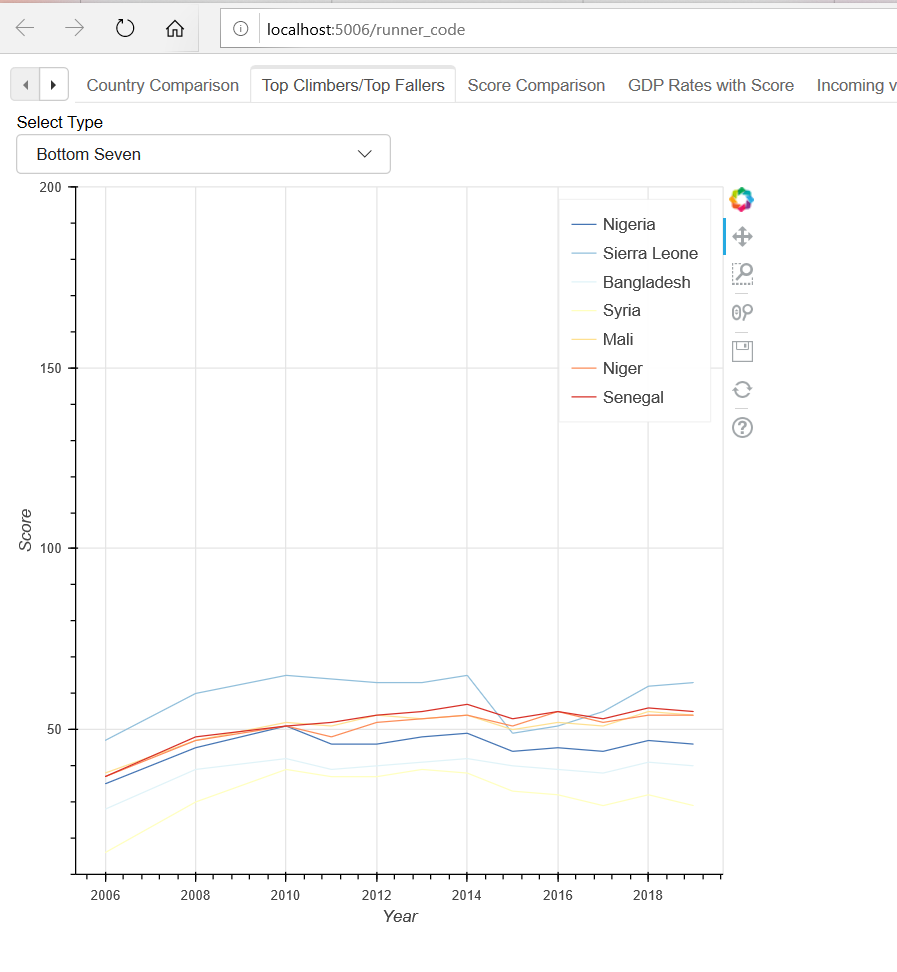 localhost:5006/runner_code
Country Comparison Top Climbers/Top Fallers Score Comparison GDP Rates with Score Incoming v
Select Type
Bottom Seven
200
150
100
50
Score
Nigeria
Sierra Leone
Bangladesh
Syria
Mali
Niger
Senegal
2006 2008 2010 2012 2014 2016 2018
Year